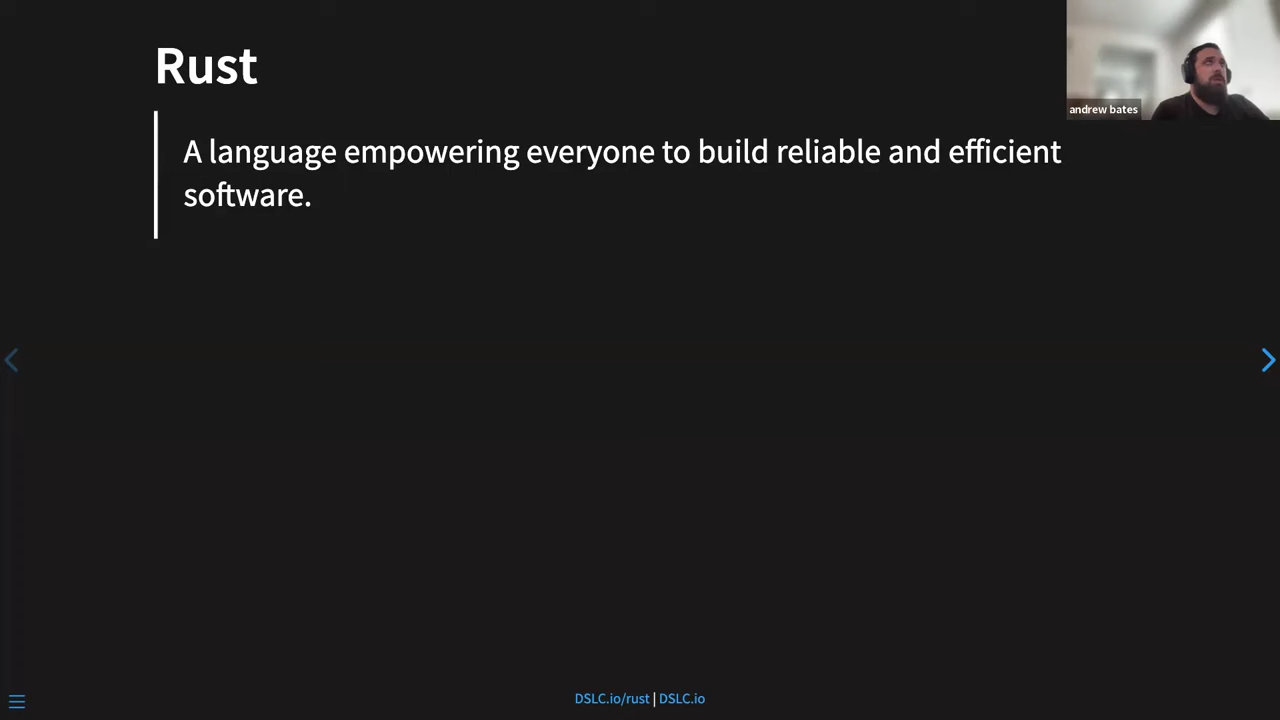 Rust
andrew bates
A language empowering everyone to build reliable and efficient
software.
DSLC.io/rust | DSLC.io